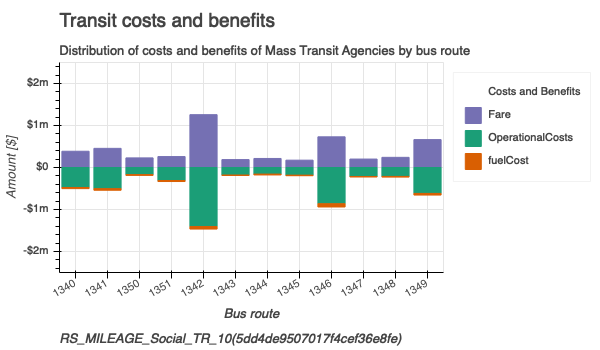 Transit costs and benefits
Distribution of costs and benefits of Mass Transit Agencies by bus route
Costs and Benefits
Fare
OperationalCosts
fuelCost
Amount [$]
$2m
$1m
$0
-$1m
-$2m
1340 1341 1350 1351 1342 1343 1344 1345 1346 1347 1348 1349
Bus route
RS_MILEAGE_Social_TR_10(5dd4de9507017f4cef36e8fe)